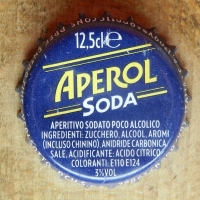 12,5cl e
APEROL
SODA
APERITIVO SODATO POCO ALCOLICO
INGREDIENTI: ZUCCHERO, ALCOOL, AROMI
(INCLUSO CHININO), ANIDRIDE CARBONICA,
SALE. ACIDIFICANTE: ACIDO CITRICO
COLORANTI: E110 E124
3%VOL